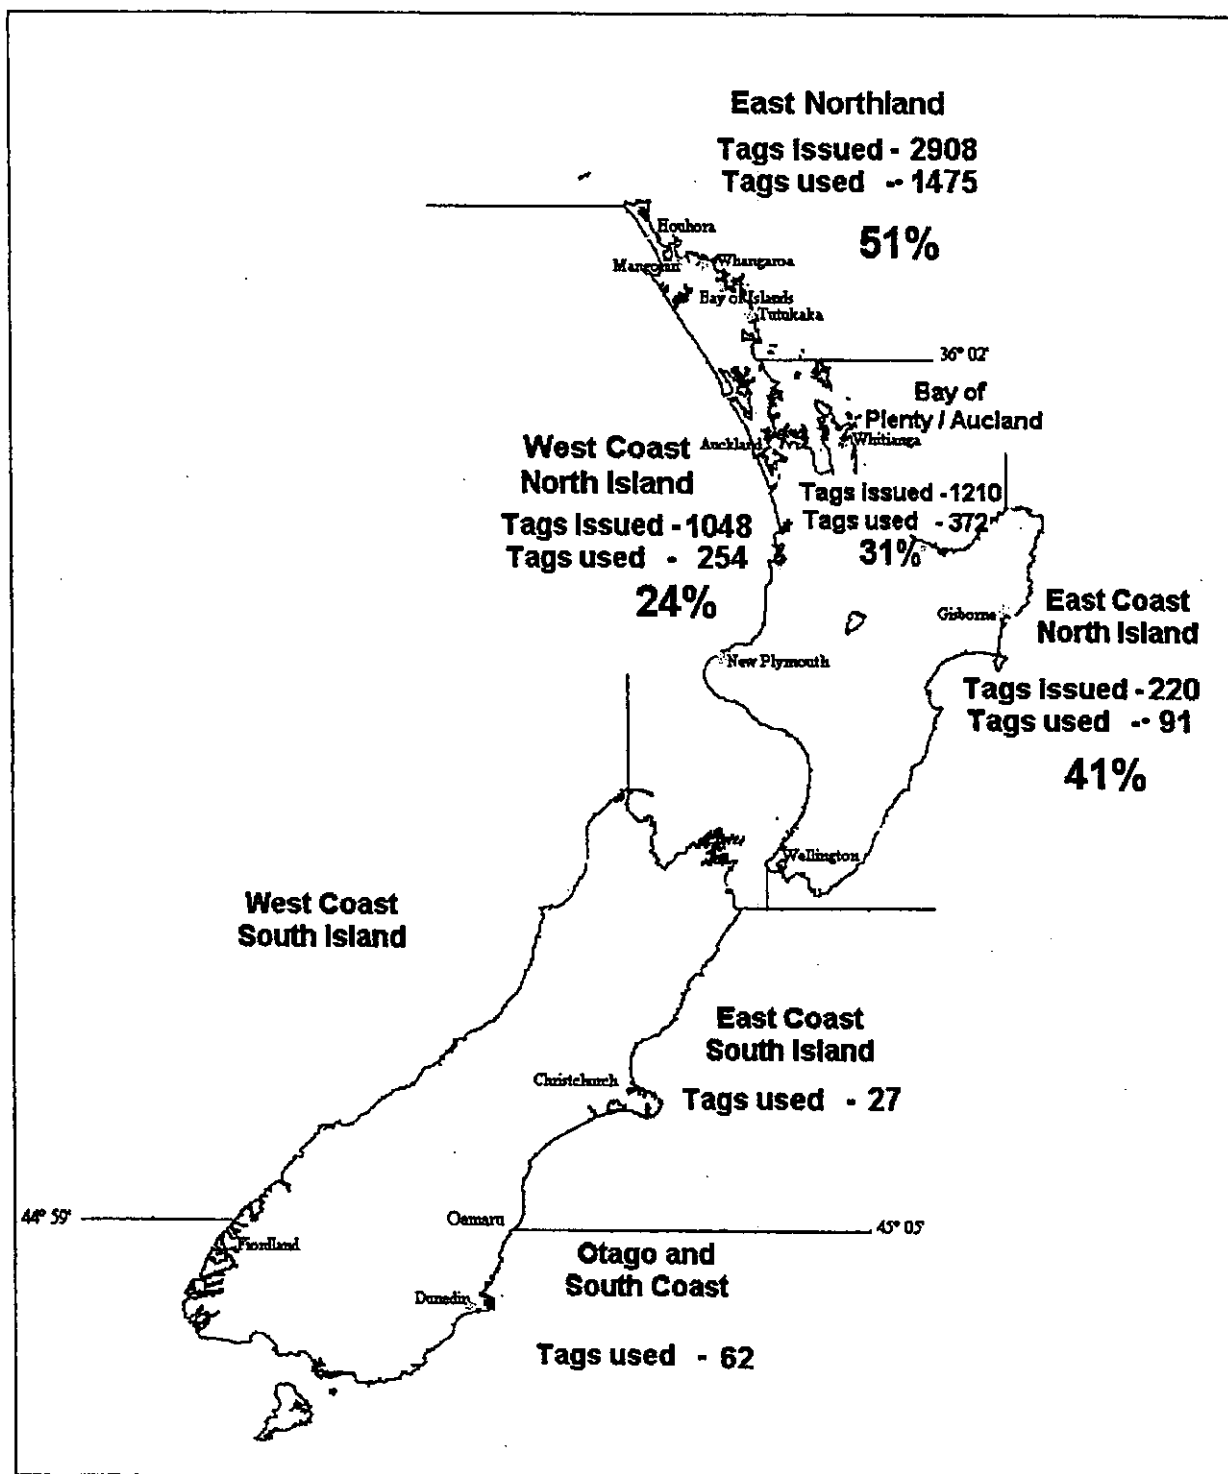 East Northland
Tags issued - 2908
Tags used -- 1475
51%
Houhora
Whangaroa
Mangonui
Bay of Islands
Tutukaka
36° 02'
Bay of
Plenty / Aucland
Whitianga
Auckland
West Coast
North Island
Tags issued - 1048
Tags used - 254
24%
Tags issued -1210
Tags used - 372
31%
Gisborne
East Coast
North Island
New Plymouth
Tags issued - 220
Tags used -- 91
41%
Wellington
West Coast
South Island
East Coast
South Island
Christchurch
Tags used - 27
44° 59'
Oamaru
45° 05'
Fiordland
Otago and
South Coast
Dunedin
Tags used - 62